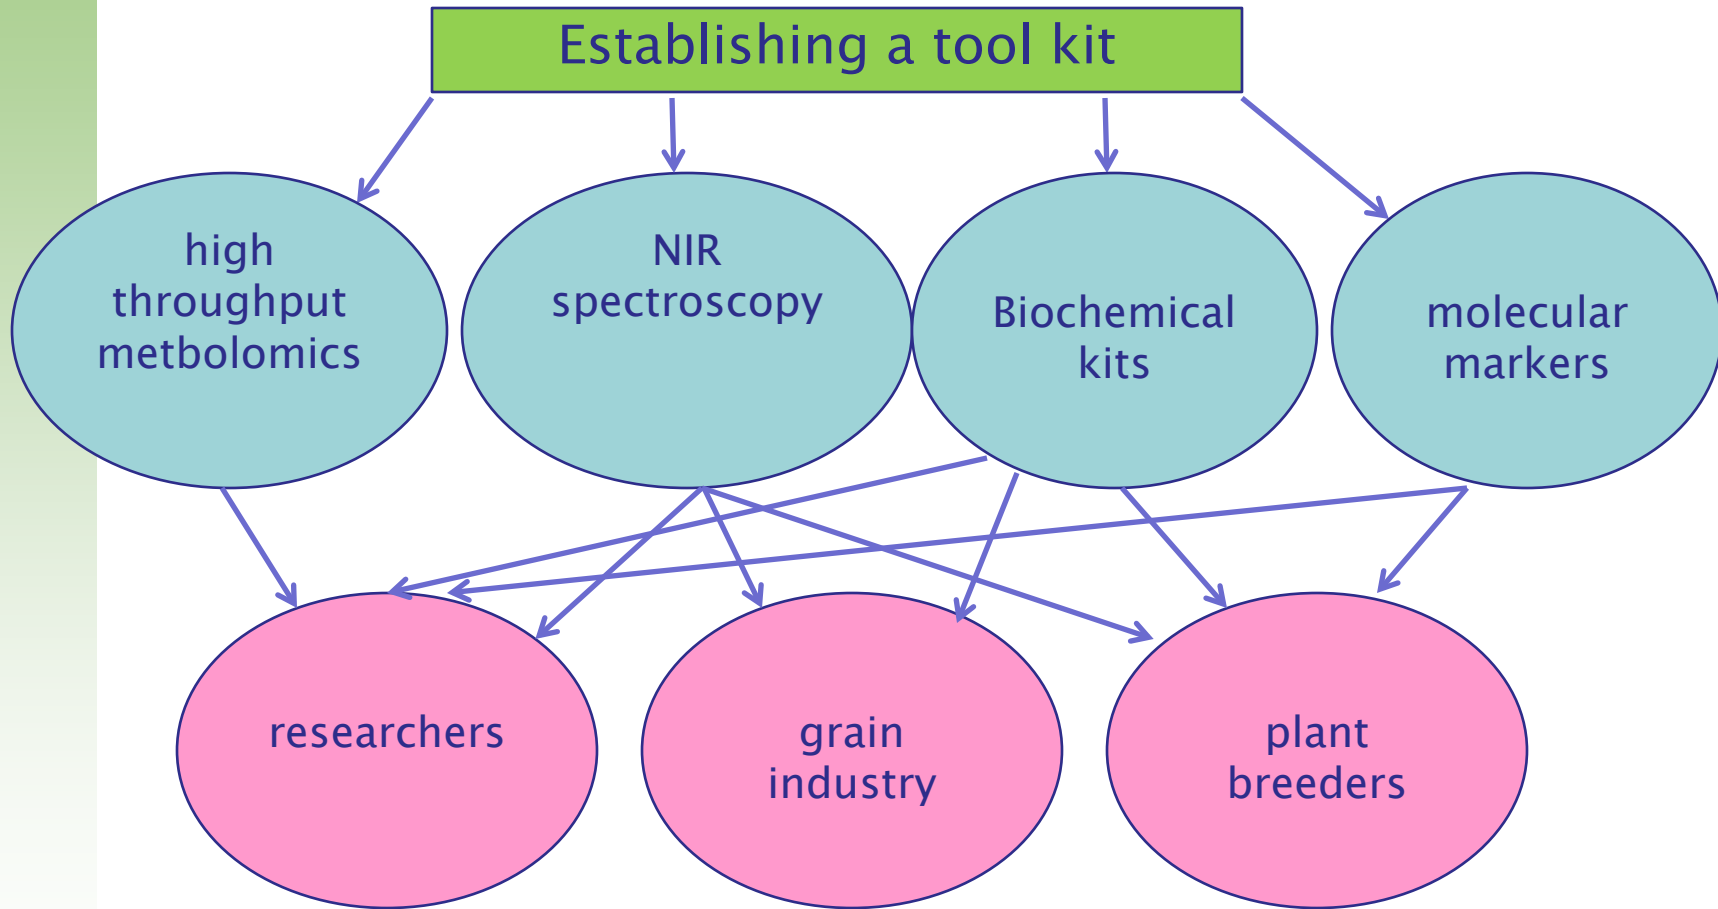 Establishing a tool kit
high
throughput
metbolomics
NIR
spectroscopy
Biochemical
kits
molecular
markers
researchers
grain
industry
plant
breeders